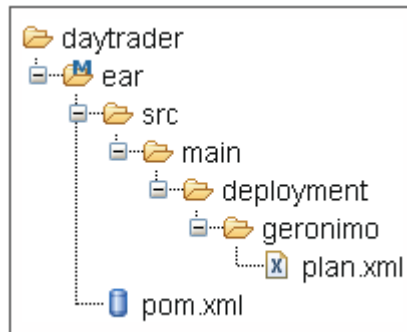 daytrader
ear
src
main
deployment
geronimo
plan.xml
pom.xml